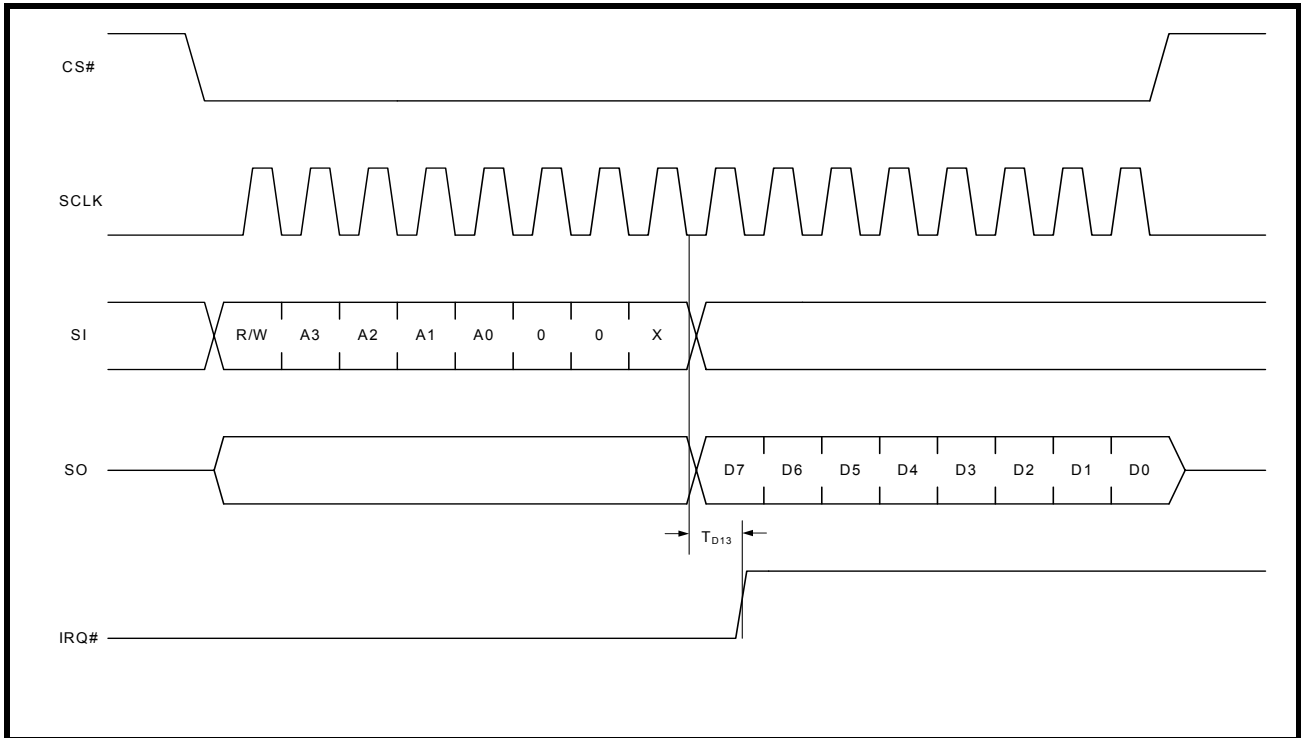 CS#
SCLK
SI R/W A3 A2 A1 A0 0 0 X
SO D7 D6 D5 D4 D3 D2 D1 D0
TD13
IRQ#